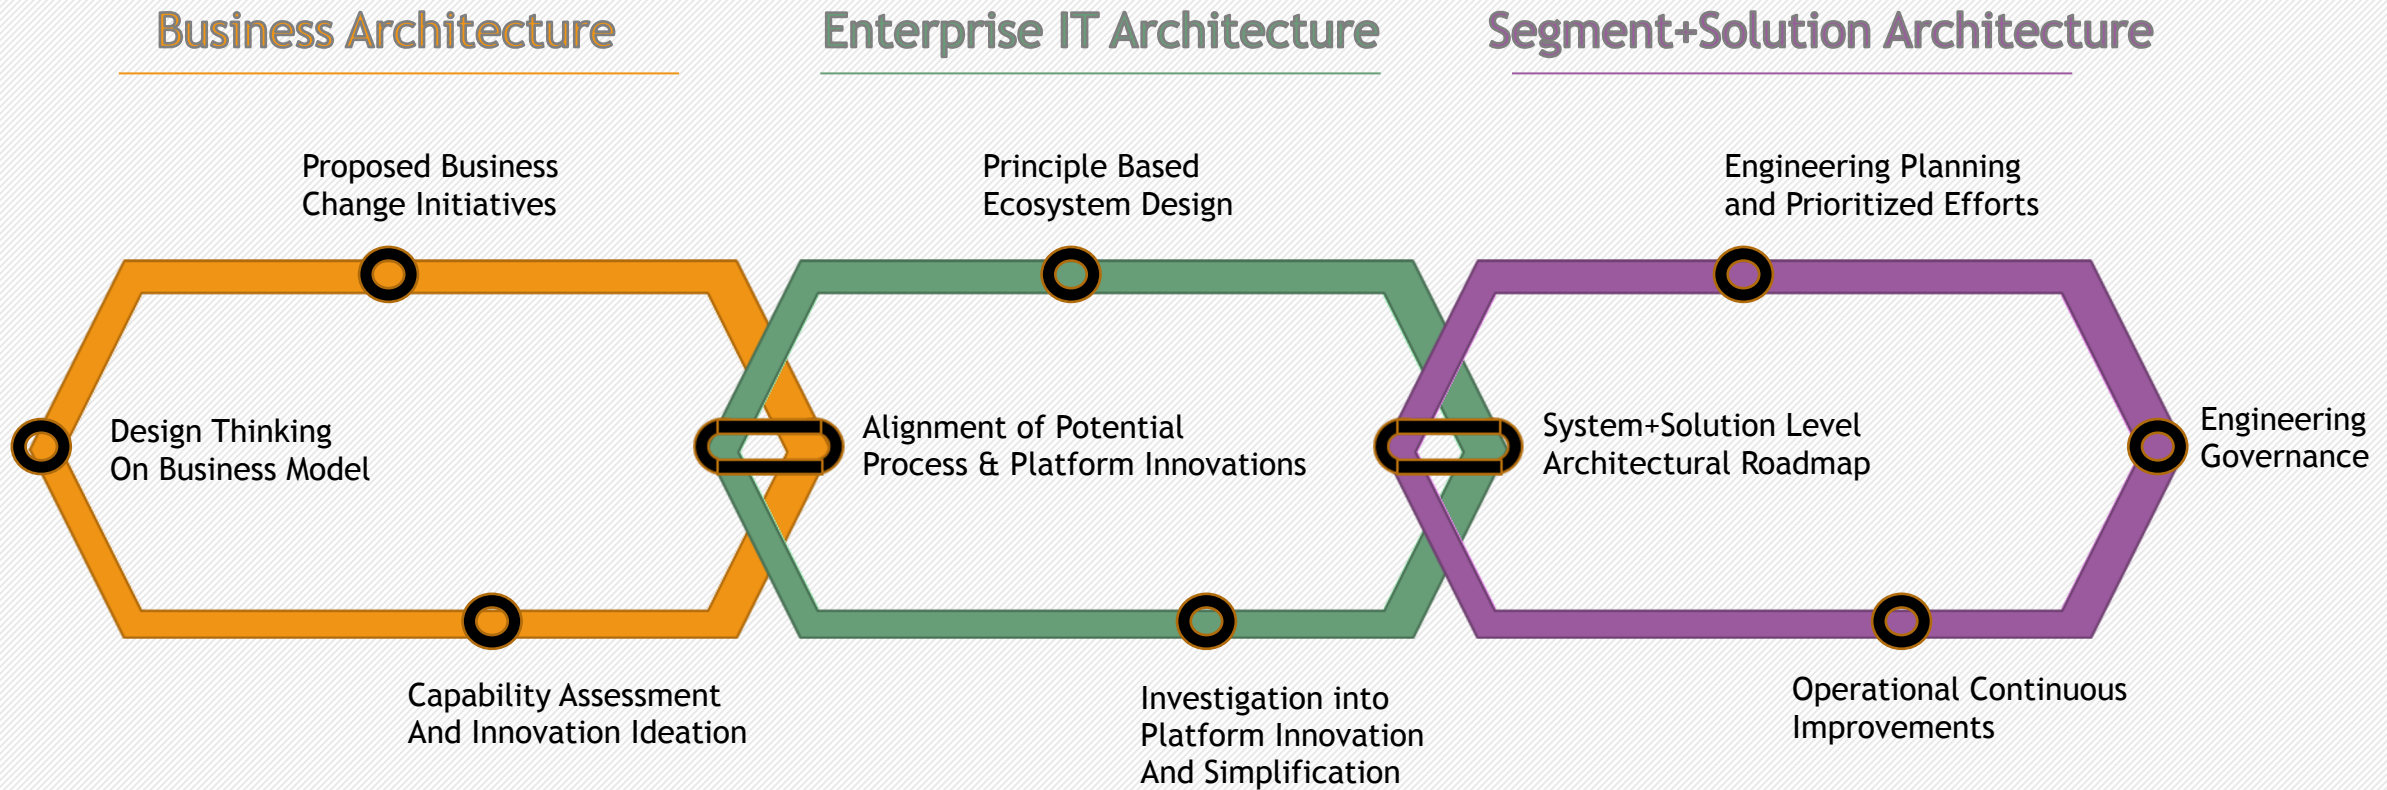 Business Architecture
Enterprise IT Architecture
Segment+Solution Architecture
Proposed Business
Change Initiatives
Principle Based
Ecosystem Design
Engineering Planning
and Prioritized Efforts
Design Thinking
On Business Model
Alignment of Potential
Process & Platform Innovations
System+Solution Level
Architectural Roadmap
Engineering
Governance
Capability Assessment
And Innovation Ideation
Investigation into
Platform Innovation
And Simplification
Operational Continuous
Improvements